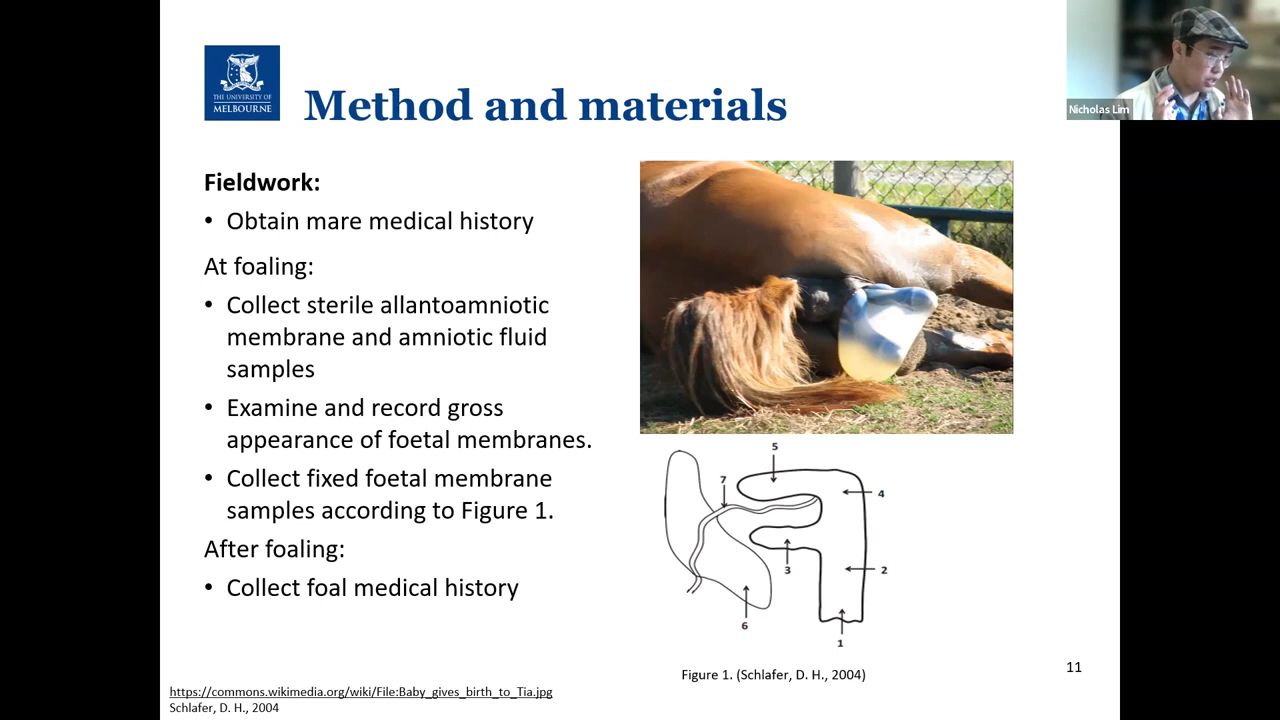 THE UNIVERSITY OF
MELBOURNE
Method and materials
Nicholas Lim
Fieldwork:
• Obtain mare medical history
At foaling:
• Collect sterile allantoamniotic
membrane and amniotic fluid
samples
• Examine and record gross
appearance of foetal membranes.
• Collect fixed foetal membrane
samples according to Figure 1.
After foaling:
• Collect foal medical history
5
7
4
3
2
6
1
Figure 1. (Schlafer, D. H., 2004)
11
https://commons.wikimedia.org/wiki/File:Baby_gives_birth_to_Tia.jpg
Schlafer, D. H., 2004